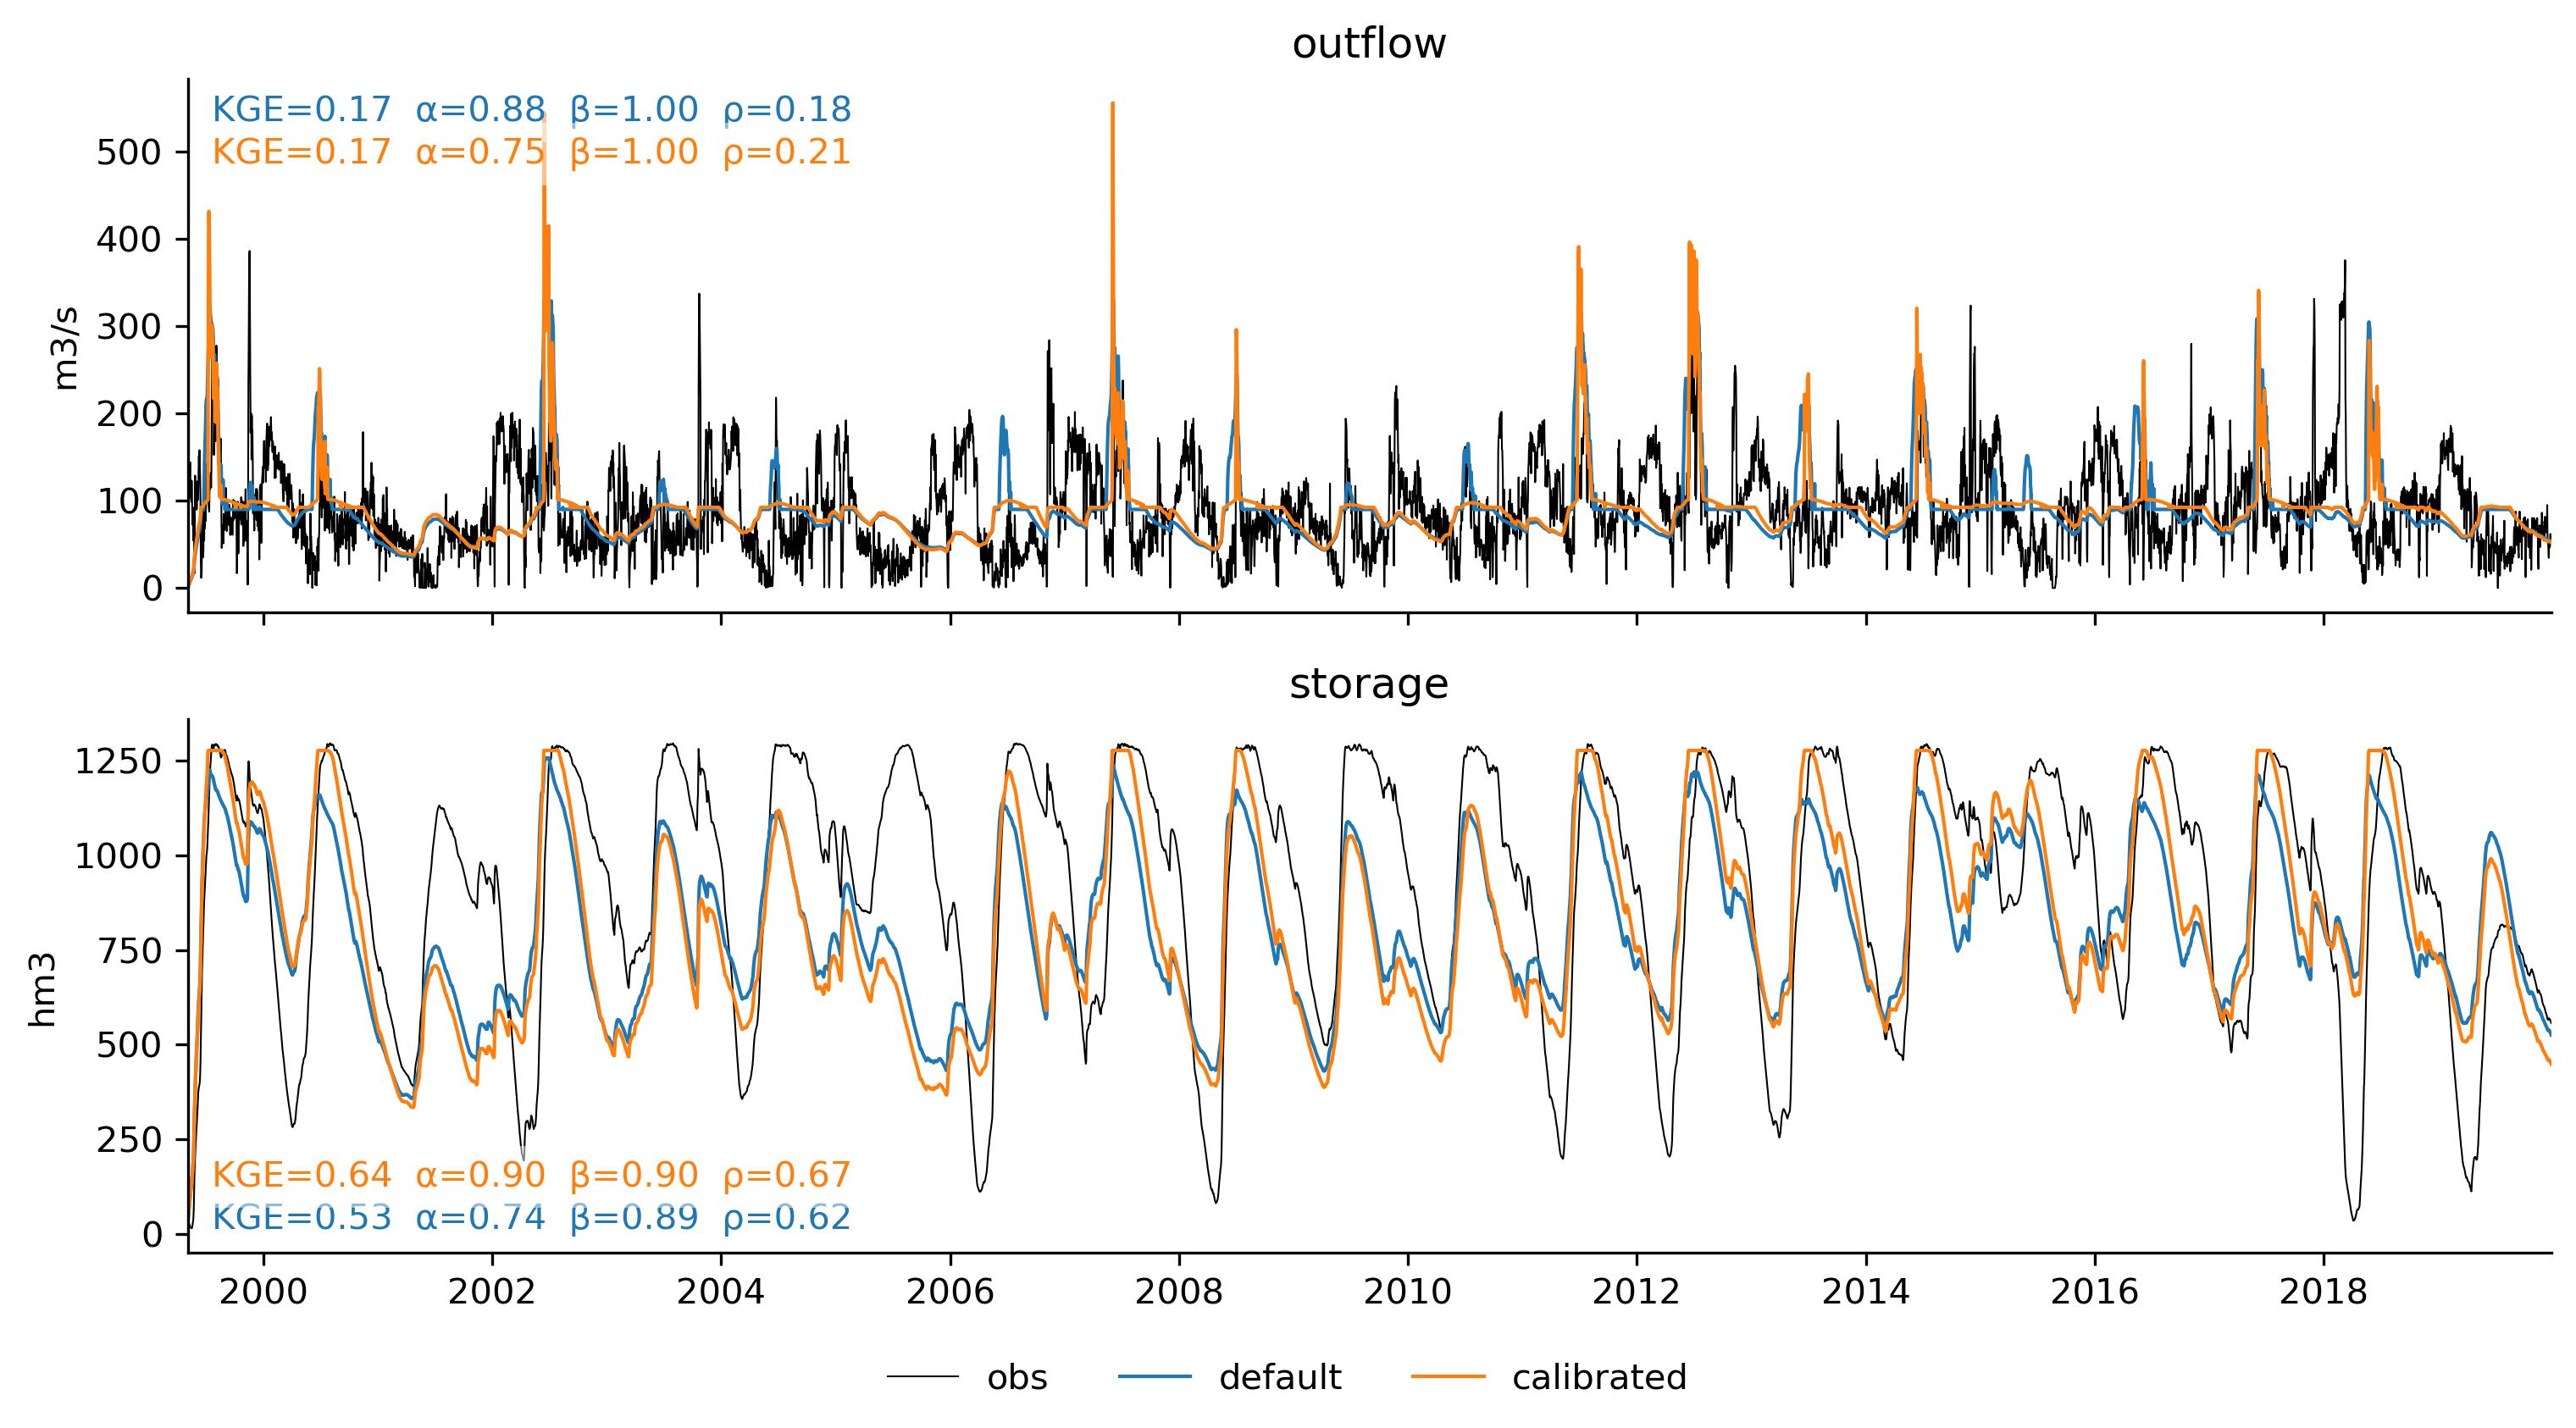 outflow
KGE=0.17 α=0.88 β=1.00 ρ=0.18
KGE=0.17 α=0.75 β=1.00 ρ=0.21
500
400
300
200
100
0
m3/s
storage
1250
1000
750
500
250
0
hm3
KGE=0.64 α=0.90 β=0.90 ρ=0.67
KGE=0.53 α=0.74 β=0.89 ρ=0.62
2000 2002 2004 2006 2008 2010 2012 2014 2016 2018
obs default calibrated